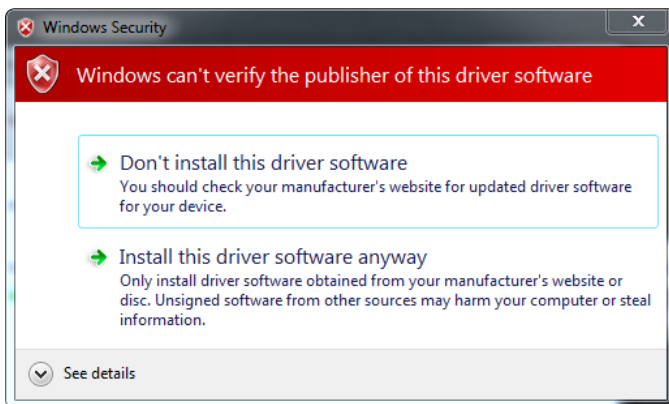 Windows Security
x
Windows can't verify the publisher of this driver software
Don't install this driver software
You should check your manufacturer's website for updated driver software
for your device.
Install this driver software anyway
Only install driver software obtained from your manufacturer's website or
disc. Unsigned software from other sources may harm your computer or steal
information.
See details